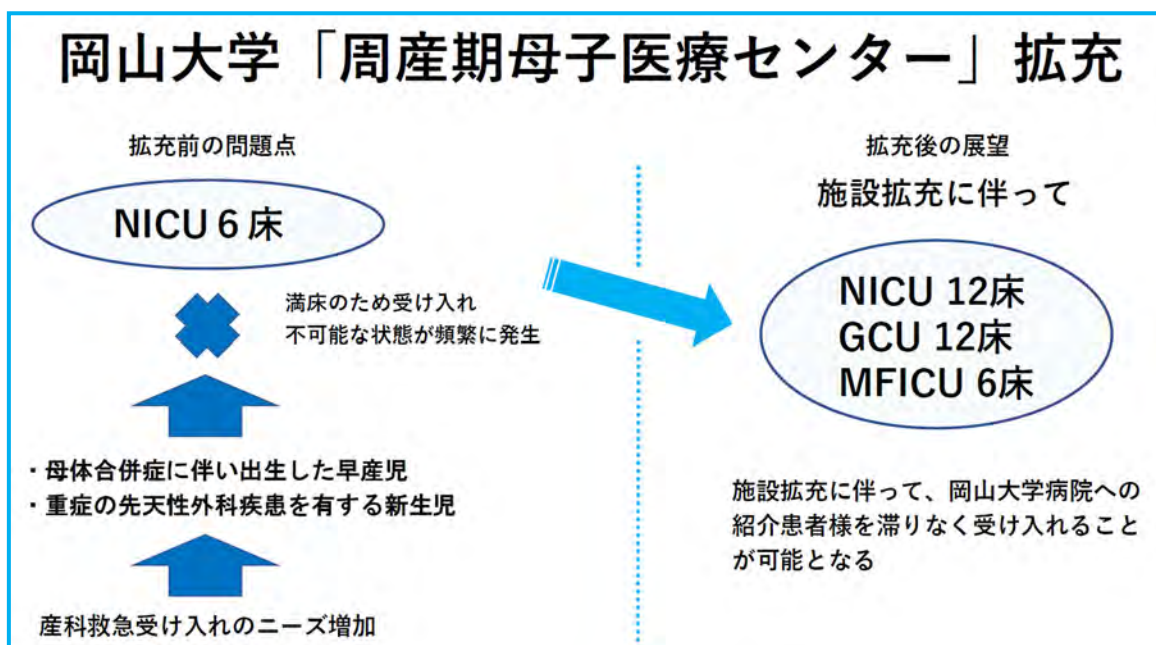 岡山大学「周産期母子医療センター」拡充
拡充前の問題点
NICU 6 床
満床のため受け入れ
不可能な状態が頻繁に発生
・母体合併症に伴い出生した早産児
・重症の先天性外科疾患を有する新生児
産科救急受け入れのニーズ増加
拡充後の展望
施設拡充に伴って
NICU 12床
GCU 12床
MFICU 6床
施設拡充に伴って、岡山大学病院への
紹介患者様を滞りなく受け入れること
が可能となる